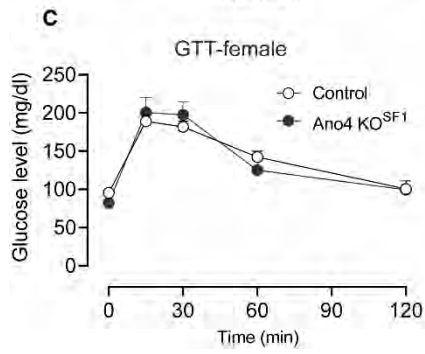 C
GTT-female
Control
Ano4 KO^SF1
Glucose level (mg/dl)
250
200
150
100
50
0
0 30 60 90 120
Time (min)